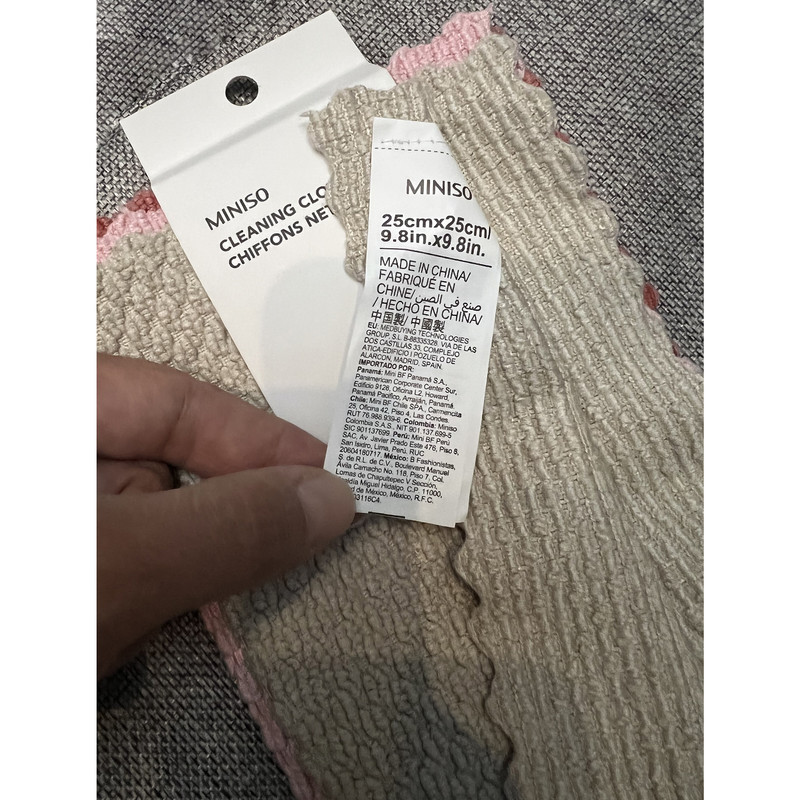 MINISO
CLEANING CLO
CHIFFONS NET
MINISO
25cmx25cm
9.8in.x9.8in.
MADE IN CHINA/
FABRIQUÉ EN
CHINE/صنع في الصين
/ HECHO EN CHINA/
中国製/ 中國製
EU: MEDBUYING TECHNOLOGIES
GROUP, S.L. B-88335328. VIA DE LAS
DOS CASTILLAS 33, COMPLEJO
ATICA-EDIFICIO I POZUELO DE
ALARCON, MADRID, SPAIN.
IMPORTADO POR:
Panamá: Mini BF Panamá S.A.,
Panamerican Corporate Center Sur,
Edificio 9126, Oficina L2, Howard,
Panamá Pacifico, Arraiján, Panamá.
Chile: Mini BF Chile SPA., Carmencita
25, Oficina 42, Piso 4, Las Condes
RUT 76.988.939-6. Colombia: Miniso
Colombia S.A.S., NIT 901.137.699-5
SIC 901137699. Perú: Mini BF Perú
SAC, Av. Javier Prado Este 476, Piso 8,
San Isidro, Lima, Perú, RUC
20604160717. México: B Fashionistas,
S. de R.L. de C.V., Boulevard Manuel
Ávila Camacho No. 118, Piso 7, Col.
Lomas de Chapultepec V Sección,
Miguel Hidalgo, C.P. 11000,
de México, México, R.F.C.
03116C4.